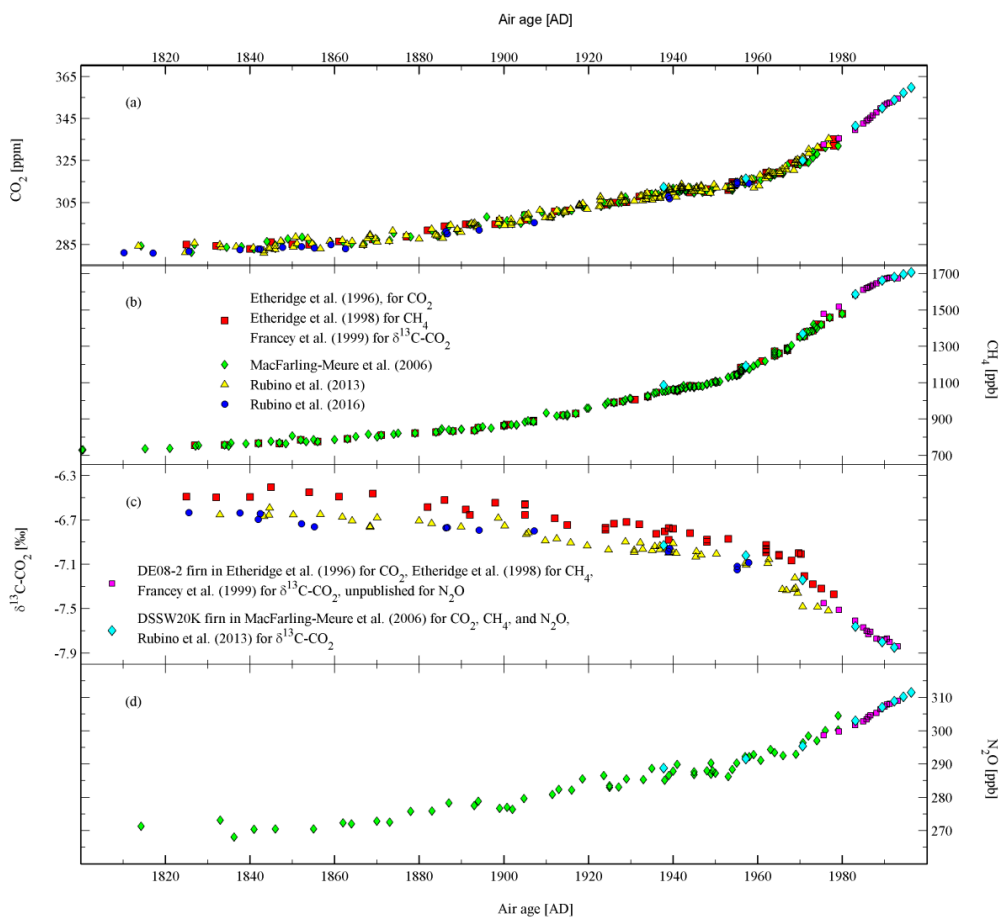 Air age [AD]
1820 1840 1860 1880 1900 1920 1940 1960 1980
365
345
325
305
285
CO2 [ppm]
(a)
(b)
Etheridge et al. (1996), for CO2
Etheridge et al. (1998) for CH4
Francey et al. (1999) for δ13C-CO2
MacFarling-Meure et al. (2006)
Rubino et al. (2013)
Rubino et al. (2016)
1700
1500
1300
1100
900
700
CH4 [ppb]
-6.3
-6.7
-7.1
-7.5
-7.9
δ13C-CO2 [‰]
(c)
DE08-2 firn in Etheridge et al. (1996) for CO2, Etheridge et al. (1998) for CH4,
Francey et al. (1999) for δ13C-CO2, unpublished for N2O
DSSW20K firn in MacFarling-Meure et al. (2006) for CO2, CH4, and N2O,
Rubino et al. (2013) for δ13C-CO2
(d)
310
300
290
280
270
N2O [ppb]
1820 1840 1860 1880 1900 1920 1940 1960 1980
Air age [AD]